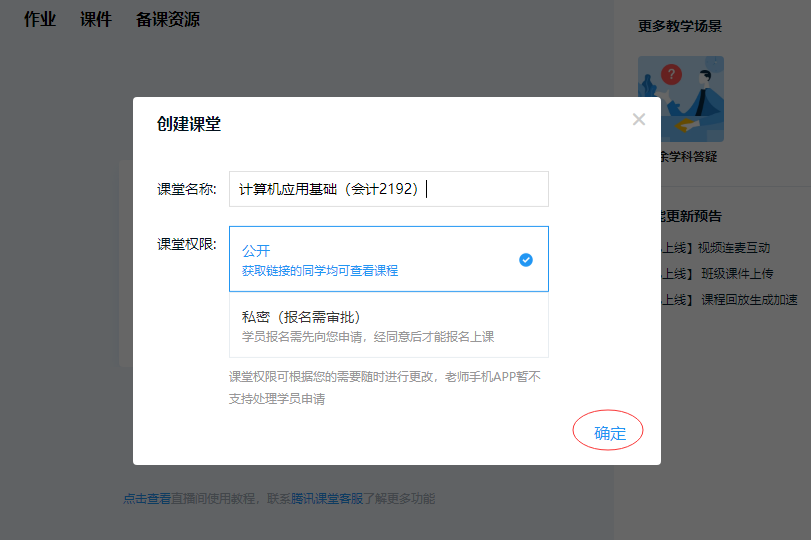 作业 课件 备课资源
更多教学场景
?
余学科答疑
创建课堂
课堂名称: 计算机应用基础（会计2192）
课堂权限: 公开
获取链接的同学均可查看课程
私密（报名需审批）
学员报名需先向您申请，经同意后才能报名上课
课堂权限可根据您的需要随时进行更改，老师手机APP暂不
支持处理学员申请
确定
更新预告
上线】视频连麦互动
上线】 班级课件上传
上线】 课程回放生成加速
点击查看直播间使用教程，联系腾讯课堂客服了解更多功能